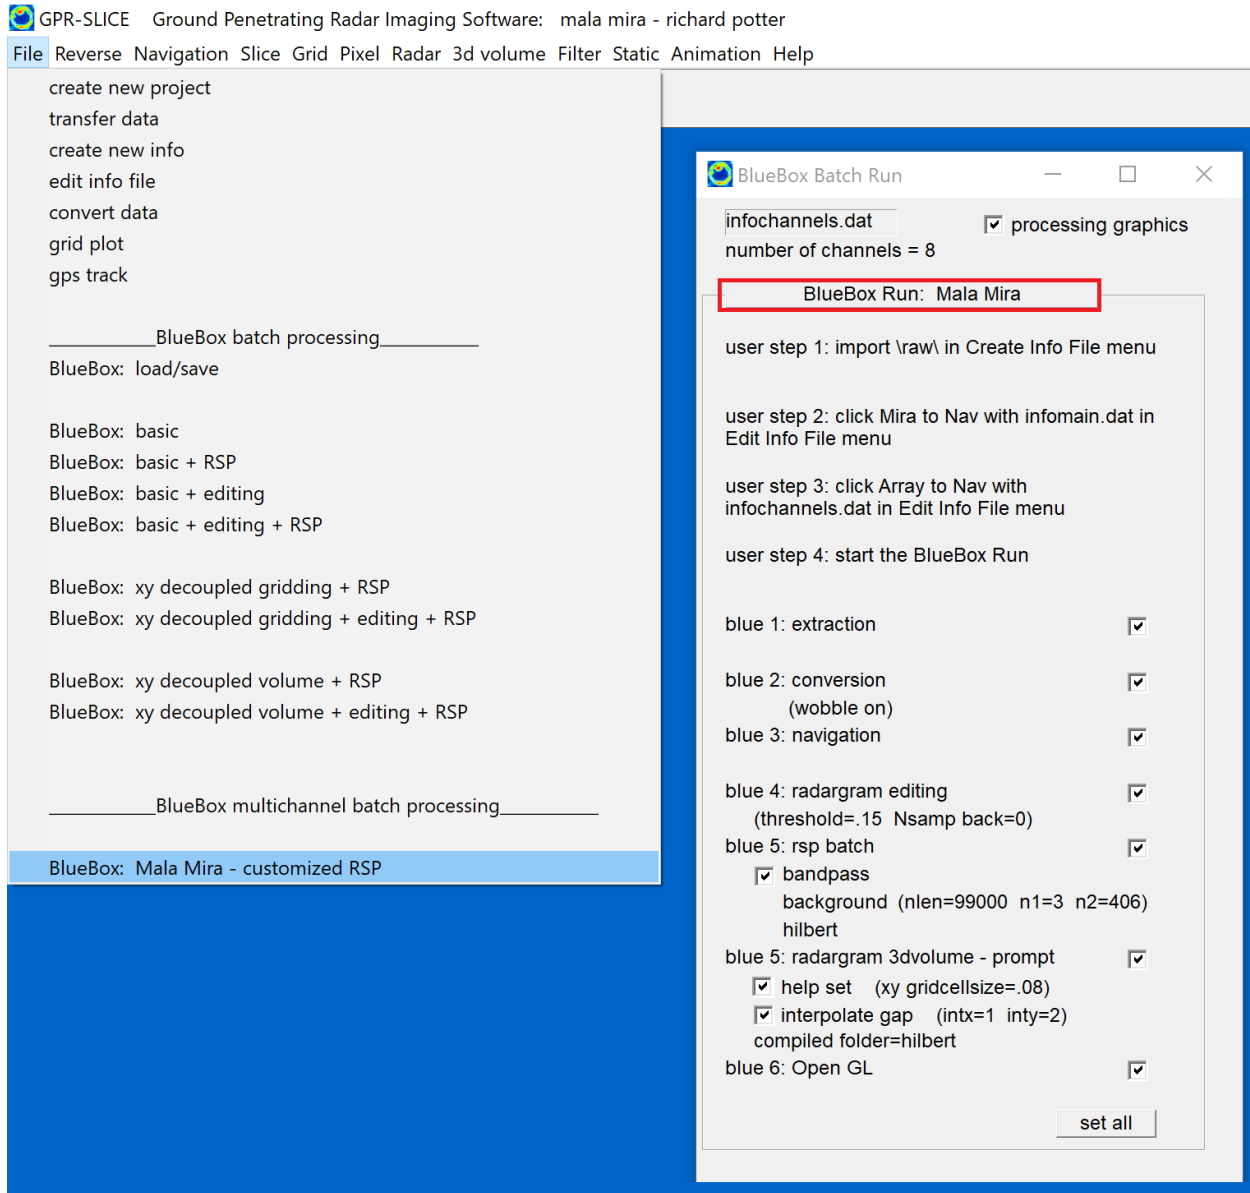 GPR-SLICE Ground Penetrating Radar Imaging Software: mala mira - richard potter
File Reverse Navigation Slice Grid Pixel Radar 3d volume Filter Static Animation Help
create new project
transfer data
create new info
edit info file
convert data
grid plot
gps track
___________BlueBox batch processing__________
BlueBox: load/save
BlueBox: basic
BlueBox: basic + RSP
BlueBox: basic + editing
BlueBox: basic + editing + RSP
BlueBox: xy decoupled gridding + RSP
BlueBox: xy decoupled gridding + editing + RSP
BlueBox: xy decoupled volume + RSP
BlueBox: xy decoupled volume + editing + RSP
___________BlueBox multichannel batch processing__________
BlueBox: Mala Mira - customized RSP
BlueBox Batch Run
infochannels.dat
processing graphics
number of channels = 8
BlueBox Run: Mala Mira
user step 1: import \raw\ in Create Info File menu
user step 2: click Mira to Nav with infomain.dat in
Edit Info File menu
user step 3: click Array to Nav with
infochannels.dat in Edit Info File menu
user step 4: start the BlueBox Run
blue 1: extraction
blue 2: conversion
(wobble on)
blue 3: navigation
blue 4: radargram editing
(threshold=.15 Nsamp back=0)
blue 5: rsp batch
bandpass
background (nlen=99000 n1=3 n2=406)
hilbert
blue 5: radargram 3dvolume - prompt
help set (xy gridcellsize=.08)
interpolate gap (intx=1 inty=2)
compiled folder=hilbert
blue 6: Open GL
set all